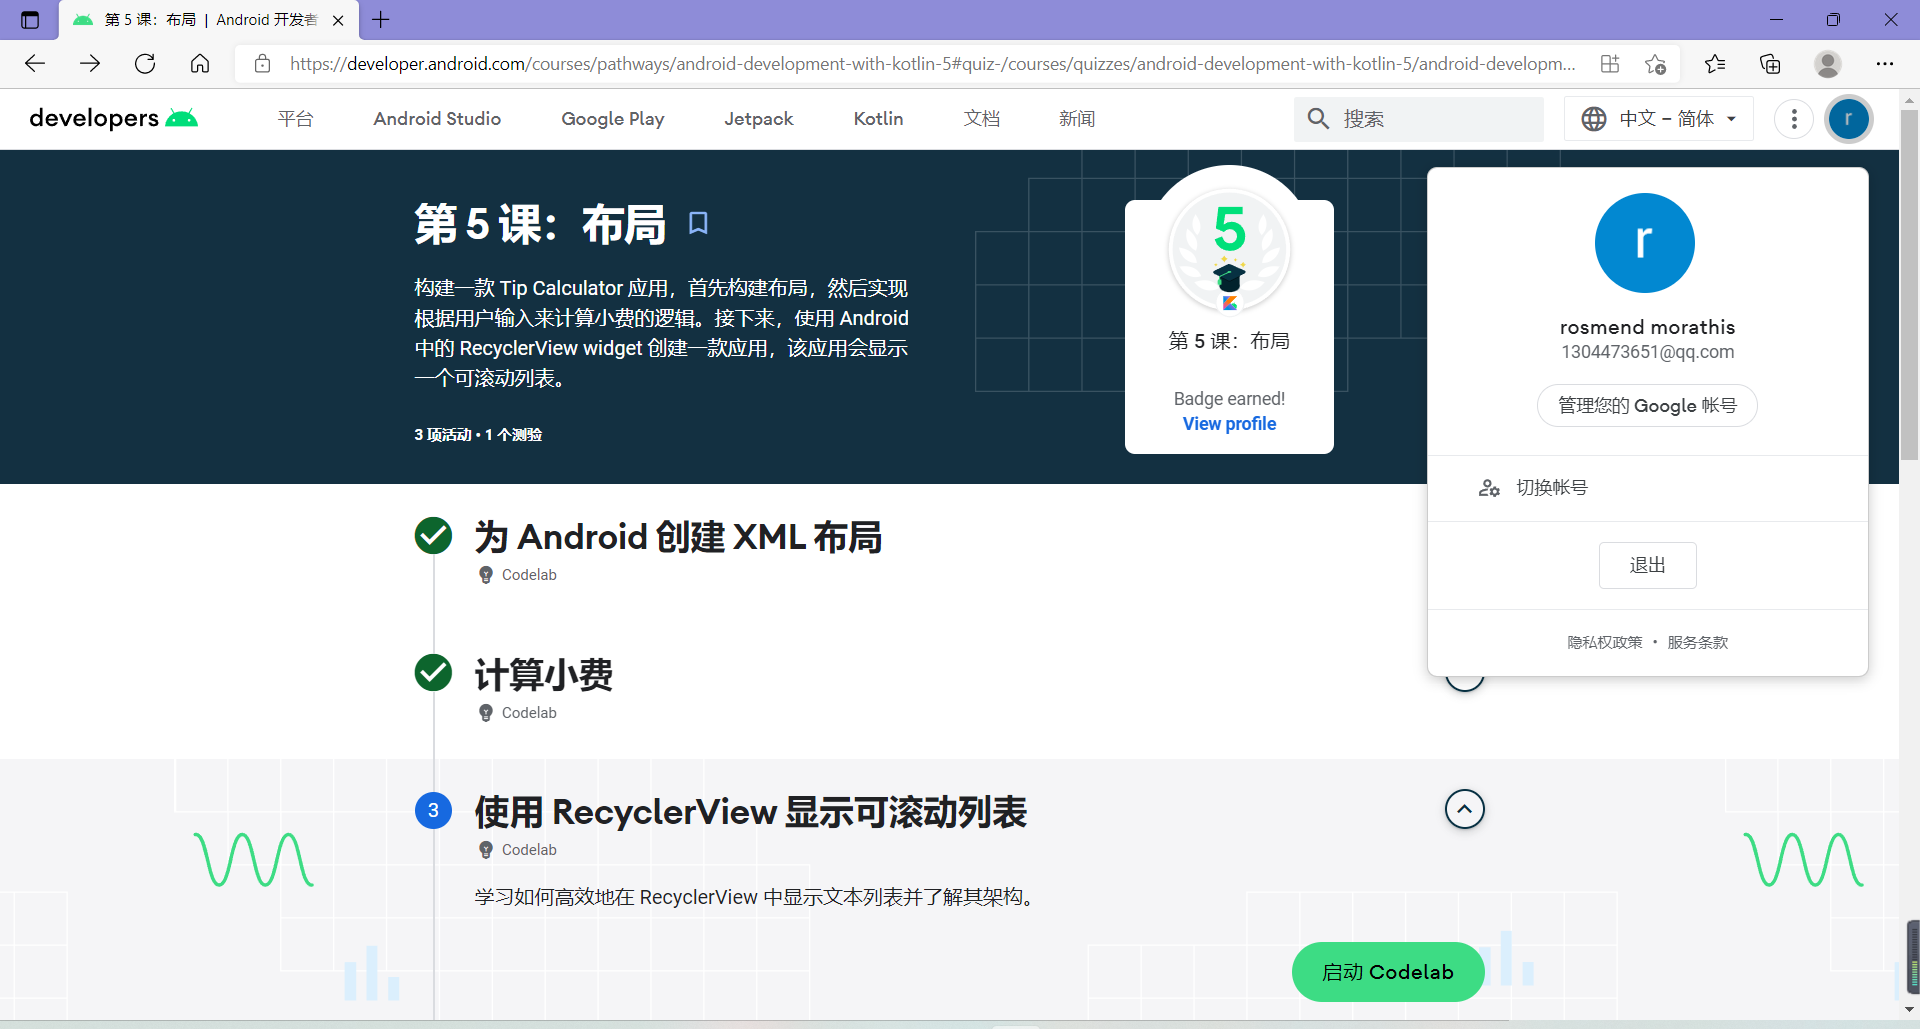 第 5 课：布局 | Android 开发者
https://developer.android.com/courses/pathways/android-development-with-kotlin-5#quiz-/courses/quizzes/android-development-with-kotlin-5/android-developm...
developers
平台
Android Studio
Google Play
Jetpack
Kotlin
文档
新闻
搜索
中文 – 简体
r
第 5 课：布局
构建一款 Tip Calculator 应用，首先构建布局，然后实现
根据用户输入来计算小费的逻辑。接下来，使用 Android
中的 RecyclerView widget 创建一款应用，该应用会显示
一个可滚动列表。
3 项活动 • 1 个测验
5
第 5 课：布局
Badge earned!
View profile
r
rosmend morathis
1304473651@qq.com
管理您的 Google 帐号
切换帐号
退出
隐私权政策 • 服务条款
为 Android 创建 XML 布局
Codelab
计算小费
Codelab
3
使用 RecyclerView 显示可滚动列表
Codelab
学习如何高效地在 RecyclerView 中显示文本列表并了解其架构。
启动 Codelab